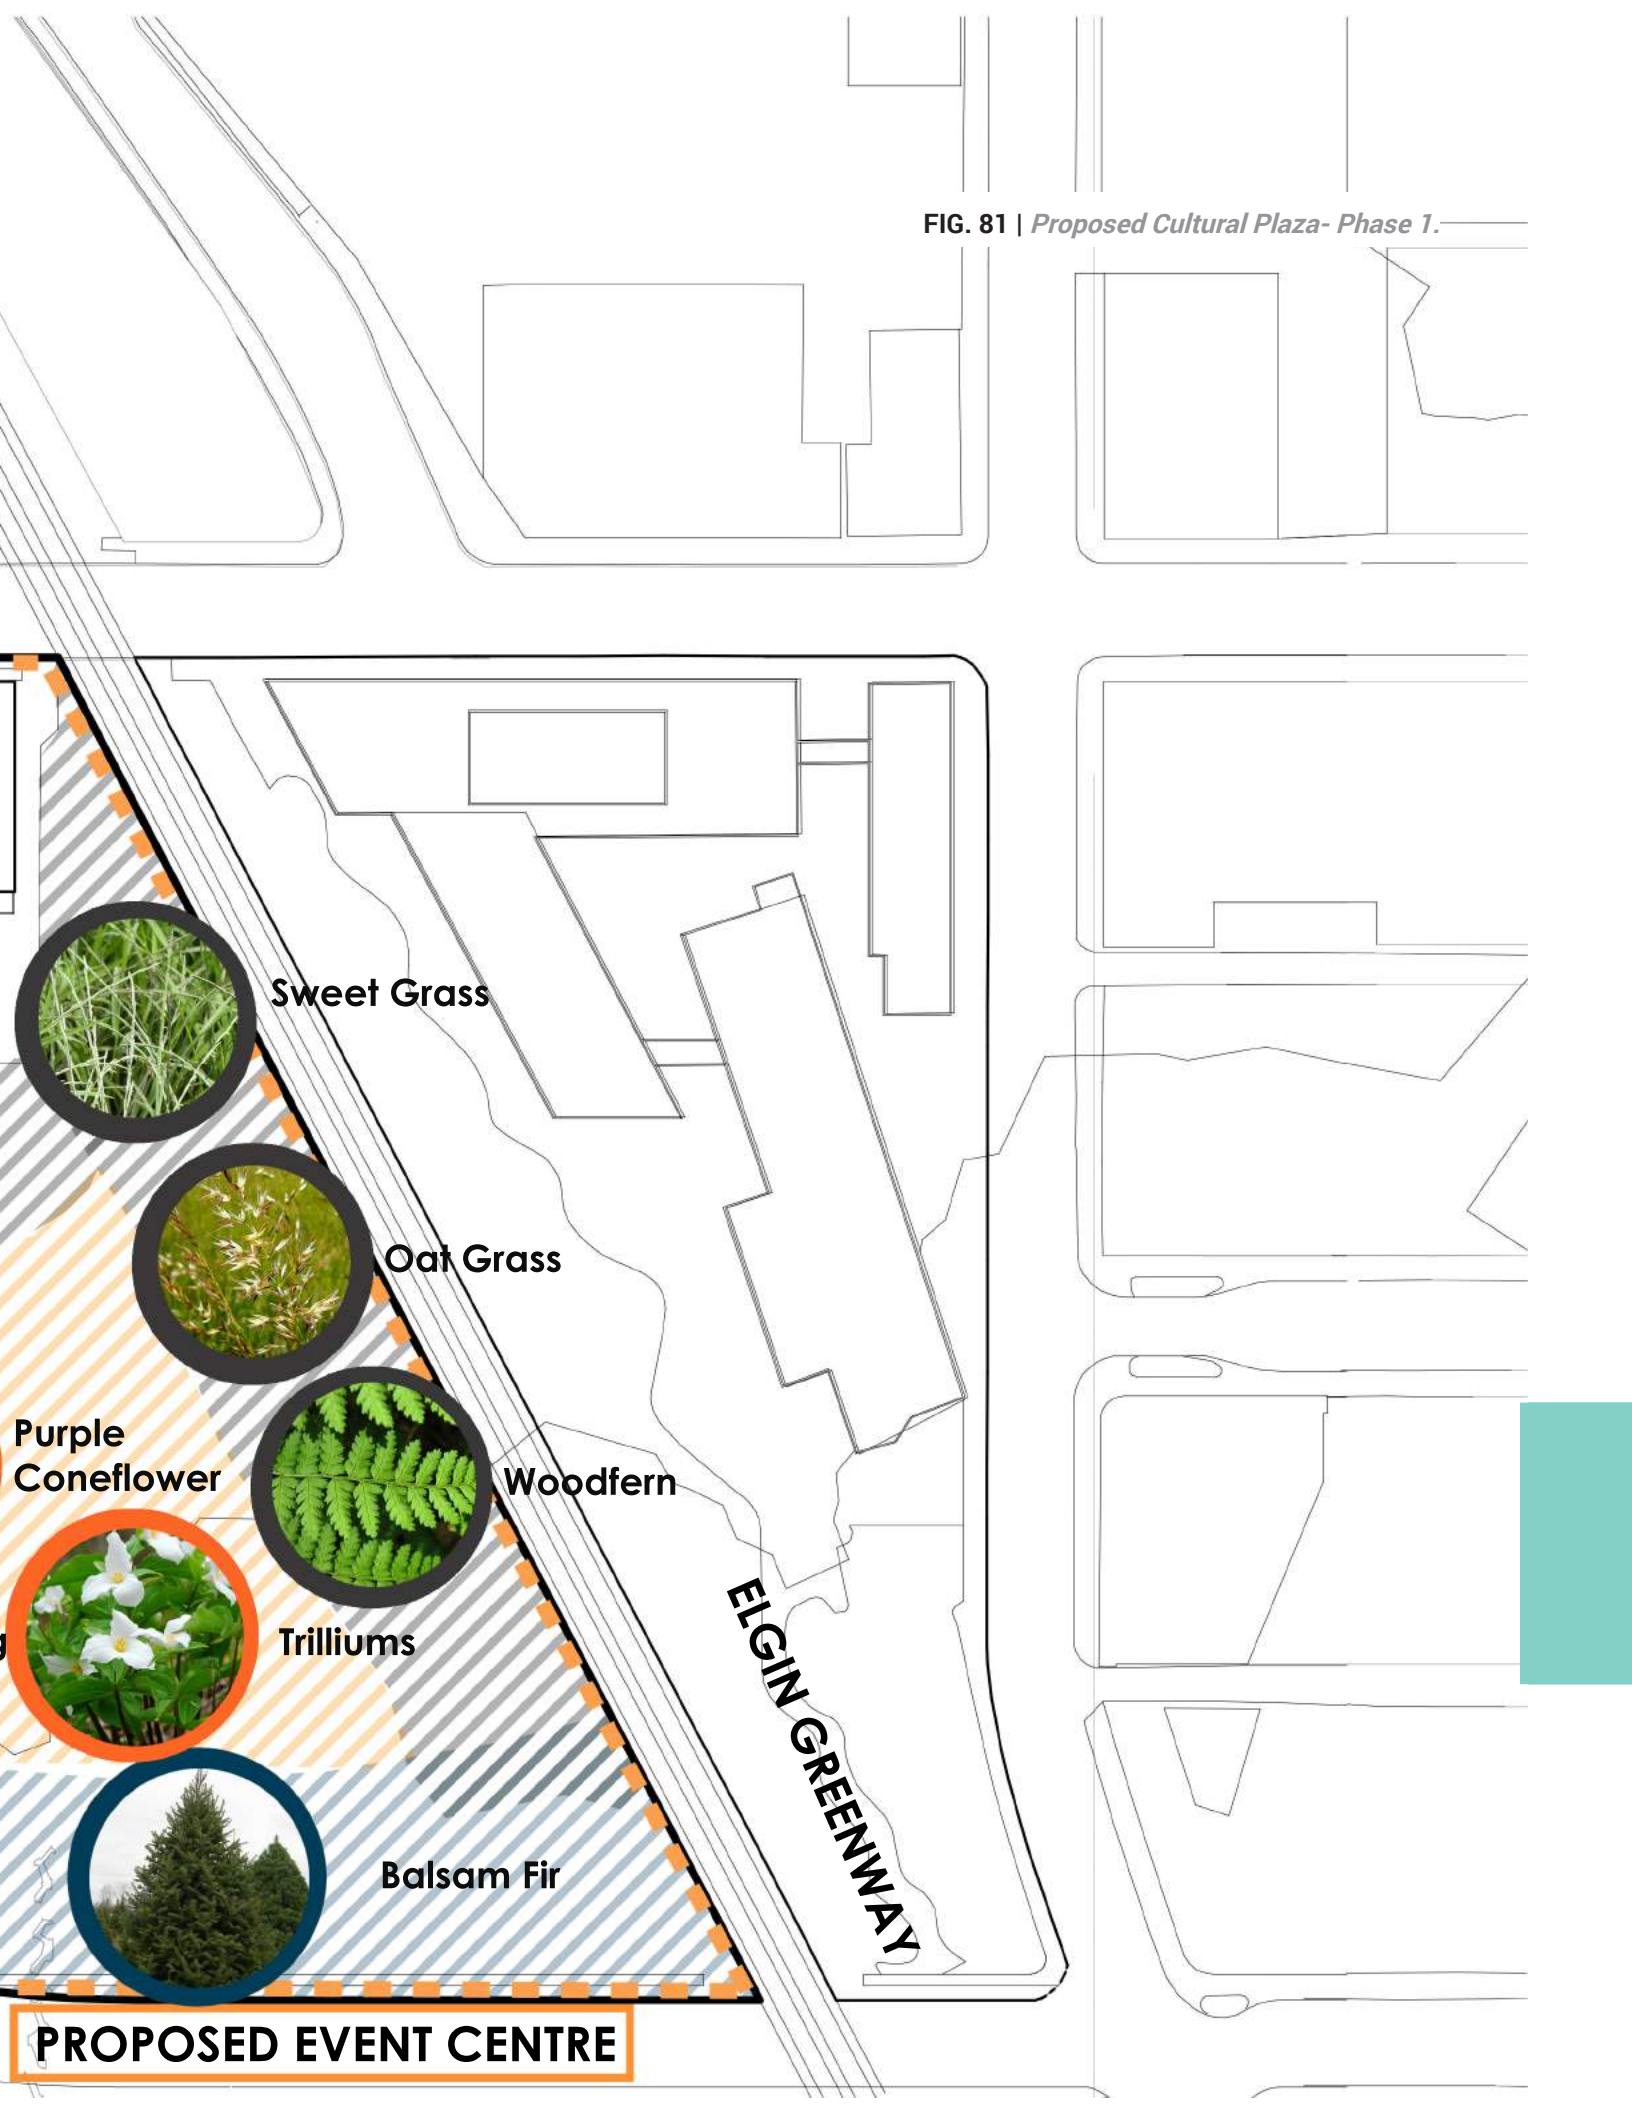 FIG. 81 | Proposed Cultural Plaza- Phase 1.
Sweet Grass
Oat Grass
Purple
Coneflower
Woodfern
Trilliums
ELGIN GREENWAY
Balsam Fir
PROPOSED EVENT CENTRE